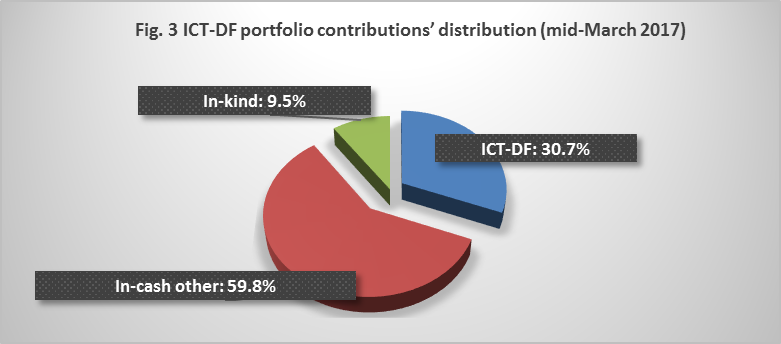 Fig. 3 ICT-DF portfolio contributions’ distribution (mid-March 2017)
In-kind: 9.5%
ICT-DF: 30.7%
In-cash other: 59.8%